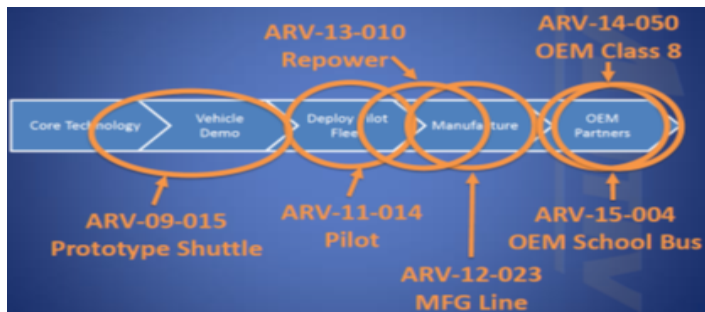 ARV-13-010
Repower
ARV-14-050
OEM Class 8
Core Technology
Vehicle
Demo
Deploy Pilot
Fleet
Manufacture
OEM
Partners
ARV-09-015
Prototype Shuttle
ARV-11-014
Pilot
ARV-12-023
MFG Line
ARV-15-004
OEM School Bus